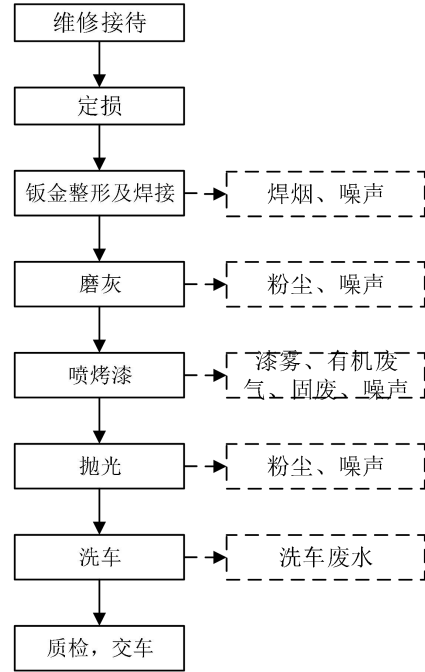 维修接待
定损
钣金整形及焊接
焊烟、噪声
磨灰
粉尘、噪声
喷烤漆
漆雾、有机废
气、固废、噪声
抛光
粉尘、噪声
洗车
洗车废水
质检，交车